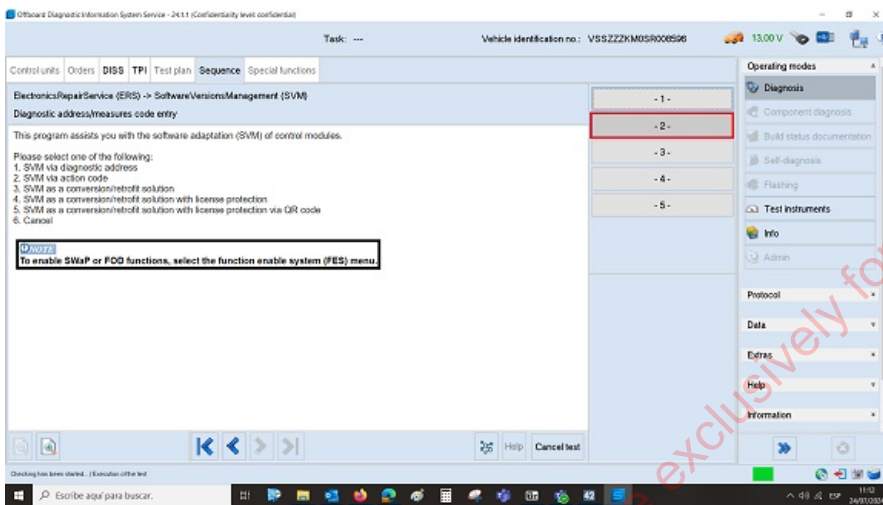 Offboard Diagnostic Information System Service - 24.1.1 (Confidentiality level: confidential)
Task: ---
Vehicle identification no.: VSSZZZKM0SR008596
13.00 V
Control units Orders DISS TPI Test plan Sequence Special functions
ElectronicsRepairService (ERS) -> SoftwareVersionsManagement (SVM)
Diagnostic address/measures code entry
This program assists you with the software adaptation (SVM) of control modules.
Please select one of the following:
1. SVM via diagnostic address
2. SVM via action code
3. SVM as a conversion/retrofit solution
4. SVM as a conversion/retrofit solution with license protection
5. SVM as a conversion/retrofit solution with license protection via QR code
6. Cancel
NOTE
To enable SWaP or FOD functions, select the function enable system (FES) menu.
- 1 -
- 2 -
- 3 -
- 4 -
- 5 -
Operating modes
Diagnosis
Component diagnosis
Build status documentation
Self-diagnosis
Flashing
Test instruments
Info
Admin
Protocol
Data
Extras
Help
Information
Help
Cancel test
Checking has been started... | Execution of the test
Escribe aquí para buscar.
ESP
11:12
24/07/2024
exclusively for